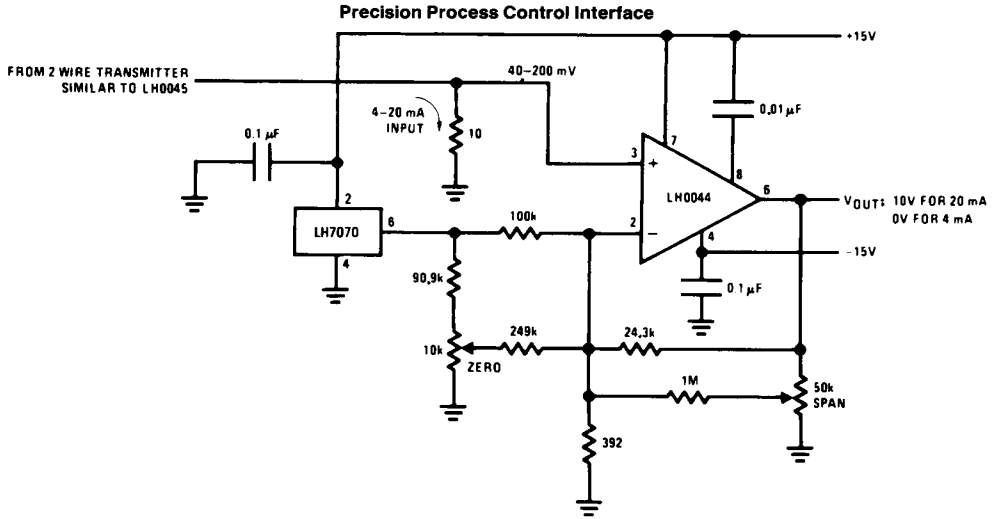 Precision Process Control Interface
+15V
FROM 2 WIRE TRANSMITTER
SIMILAR TO LH0045
40–200 mV
4–20 mA
INPUT
10
0.1 µF
0.01 µF
7
3
+
8
LH0044
6
VOUT: 10V FOR 20 mA
0V FOR 4 mA
2
LH7070
6
100k
2
−
4
−15V
4
0.1 µF
90.9k
249k
24.3k
10k
ZERO
1M
50k
SPAN
392